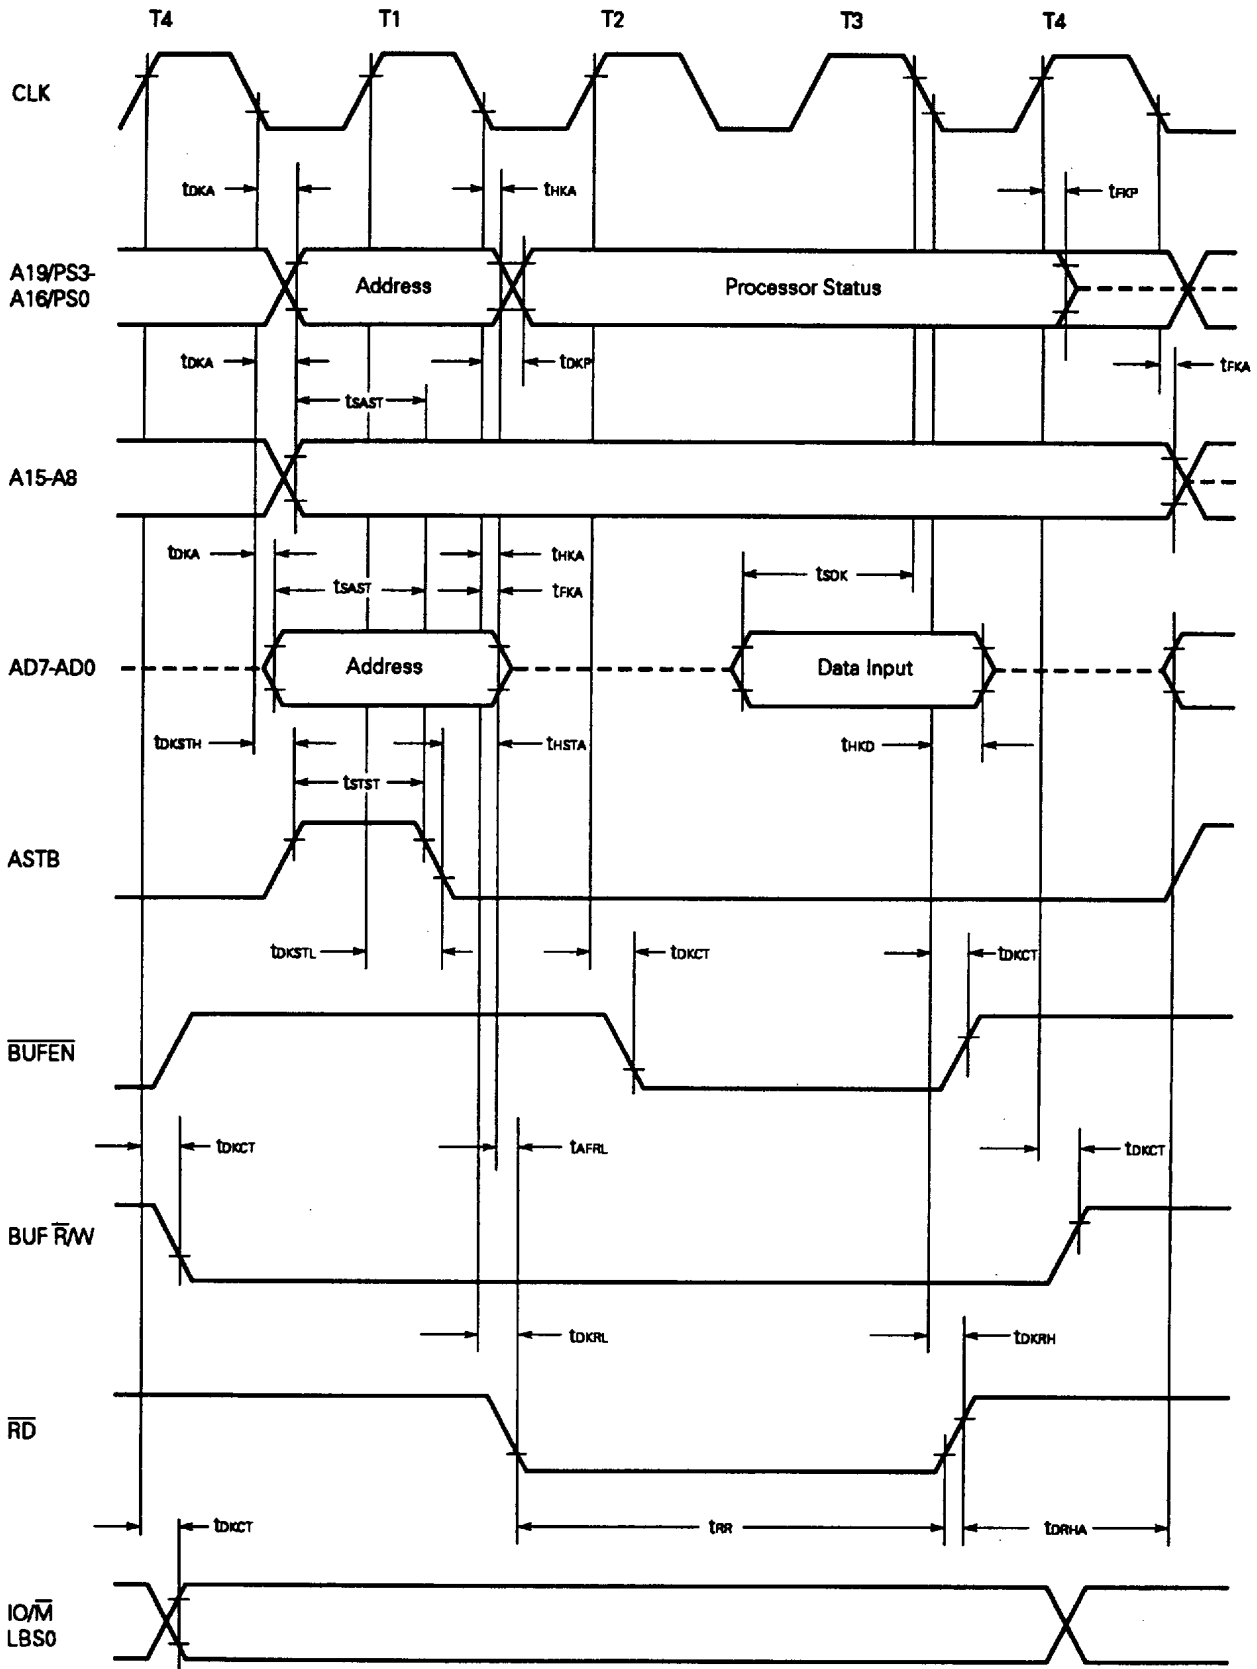 T4 T1 T2 T3 T4
CLK
tDKA tHKA tFKP
A19/PS3-
A16/PS0
Address Processor Status
tDKA tDKP tFKA
tSAST
A15-A8
tDKA tHKA
tSDK
tSAST tFKA
AD7-AD0 Address Data Input
tDKSTH tHSTA tHKD
tSTST
ASTB
tDKSTL tDKCT tDKCT
BUFEN
tDKCT tAFRL tDKCT
BUF R/W
tDKRL tDKRH
RD
tDKCT tRR tDRHA
IO/M
LBS0